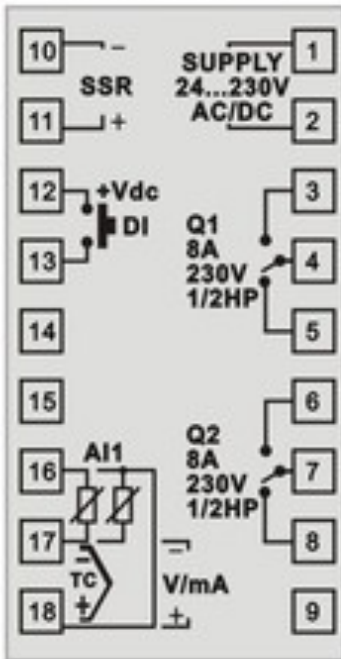 10
–
SSR
11
+
SUPPLY
24...230V
AC/DC
1
2
12
+Vdc
DI
13
14
15
Q1
8A
230V
1/2HP
3
4
5
Q2
8A
230V
1/2HP
6
7
8
9
AI1
16
17
–
TC
+
18
–
V/mA
+